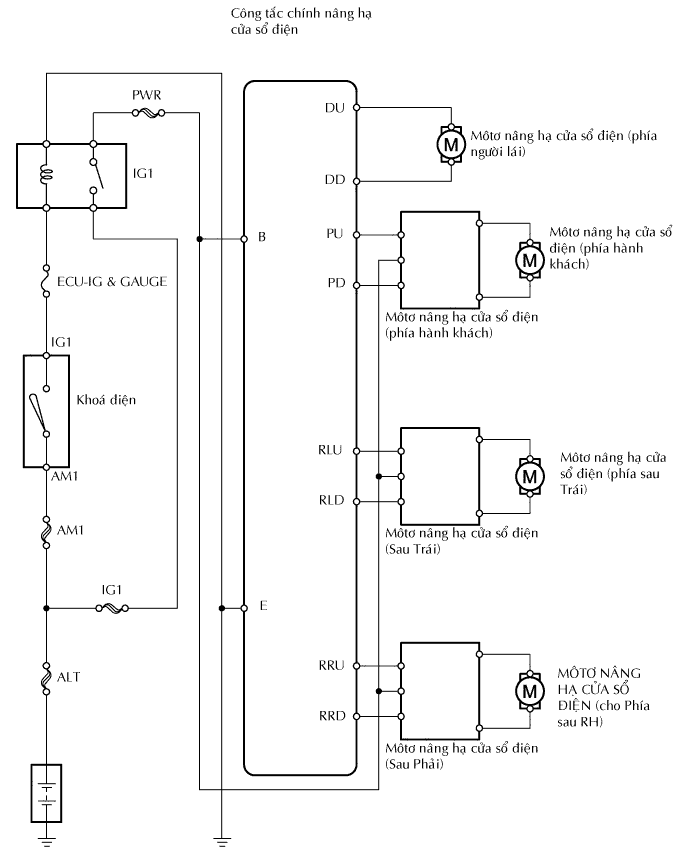 Công tắc chính nâng hạ
cửa sổ điện
PWR
DU
M
Môtơ nâng hạ cửa sổ điện (phía
người lái)
IG1
DD
B
PU
M
Môtơ nâng hạ cửa sổ
điện (phía hành
khách)
ECU-IG & GAUGE
PD
Môtơ nâng hạ cửa sổ điện
(phía hành khách)
IG1
Khoá điện
RLU
M
Môtơ nâng hạ cửa
sổ điện (phía sau
Trái)
AM1
RLD
AM1
Môtơ nâng hạ cửa sổ điện
(Sau Trái)
IG1
E
RRU
ALT
M
MÔTƠ NÂNG
HẠ CỬA SỔ
ĐIỆN (cho Phía
sau RH)
RRD
Môtơ nâng hạ cửa sổ điện
(Sau Phải)